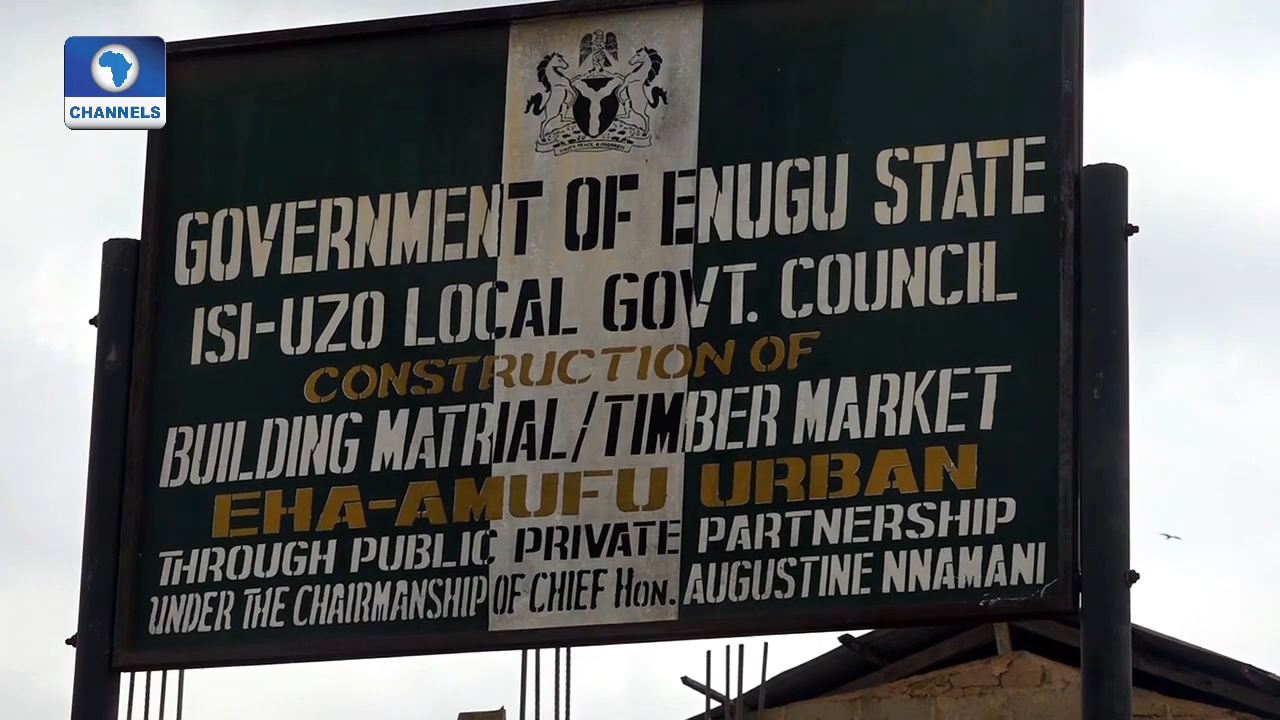 CHANNELS
GOVERNMENT OF ENUGU STATE
ISI-UZO LOCAL GOVT. COUNCIL
CONSTRUCTION OF
BUILDING MATRIAL/TIMBER MARKET
EHA-AMUFU URBAN
THROUGH PUBLIC PRIVATE PARTNERSHIP
UNDER THE CHAIRMANSHIP OF CHIEF HON. AUGUSTINE NNAMANI